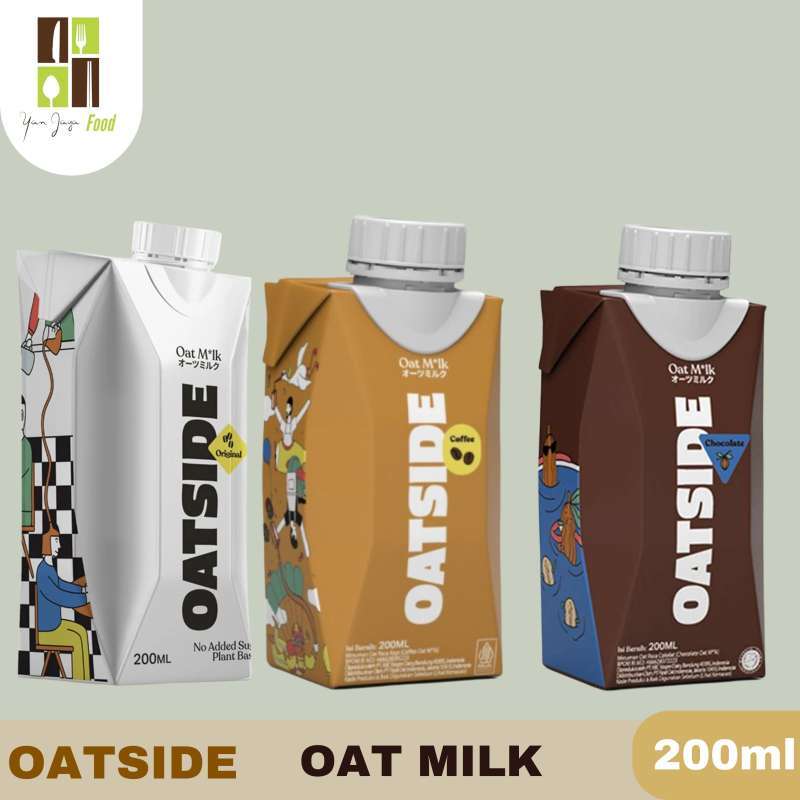 Yan Jaya Food
Oat M*lk
オーツミルク
OATSIDE
Original
200ML
No Added Su
Plant Bas
Oat M*lk
オーツミルク
OATSIDE
Coffee
Isi Bersih: 200ML
Oat M*lk
オーツミルク
OATSIDE
Chocolate
Isi Bersih: 200ML
OATSIDE OAT MILK
200ml